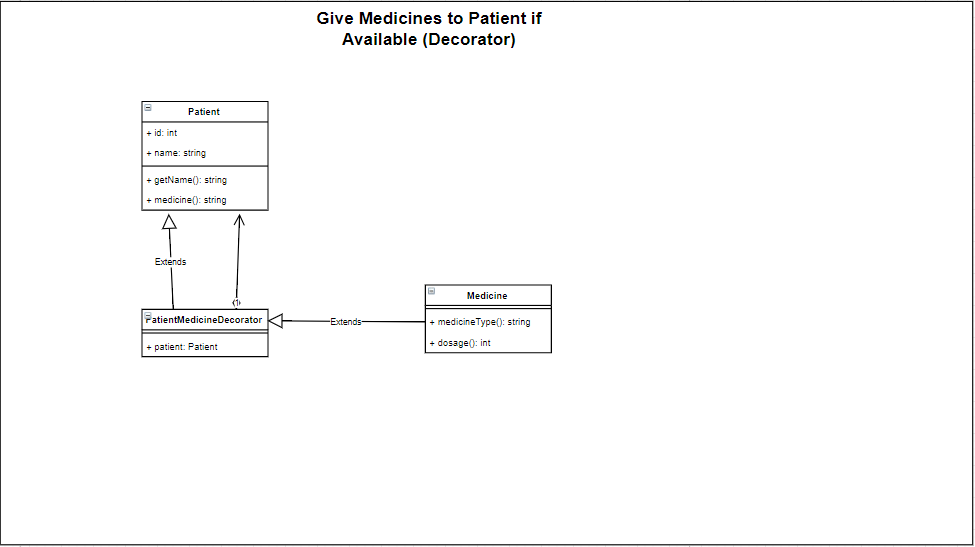 Give Medicines to Patient if
Available (Decorator)
Patient
+ id: int
+ name: string
+ getName(): string
+ medicine(): string
Extends
{1}
PatientMedicineDecorator
+ patient: Patient
Extends
Medicine
+ medicineType(): string
+ dosage(): int